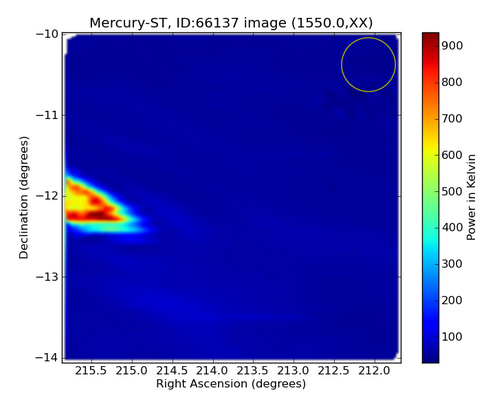 Mercury-ST, ID:66137 image (1550.0,XX)
−10
−11
−12
−13
−14
Declination (degrees)
215.5 215.0 214.5 214.0 213.5 213.0 212.5 212.0
Right Ascension (degrees)
900
800
700
600
500
400
300
200
100
Power in Kelvin